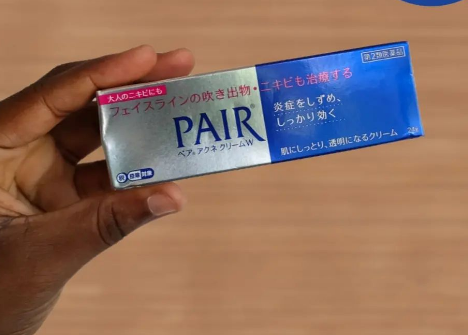 第2類医薬品
大人のニキビにも
フェイスラインの吹き出物・ニキビも治療する
炎症をしずめ、
しっかり効く
PAIR®
ペア®アクネクリームW
肌にしっとり、透明になるクリーム